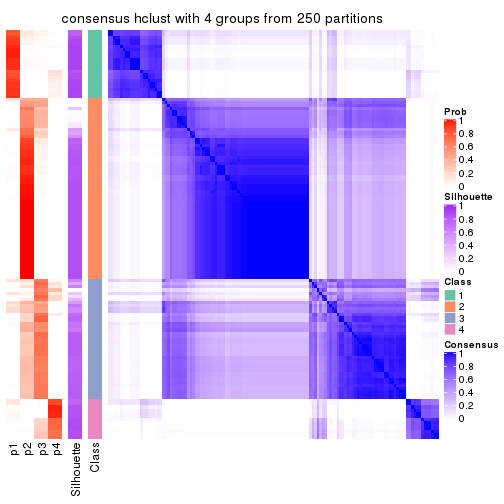 consensus hclust with 4 groups from 250 partitions
Prob
1
0.8
0.6
0.4
0.2
0
Silhouette
1
0.8
0.6
0.4
0.2
0
Class
1
2
3
4
Consensus
1
0.8
0.6
0.4
0.2
0
p1
p2
p3
p4
Silhouette
Class